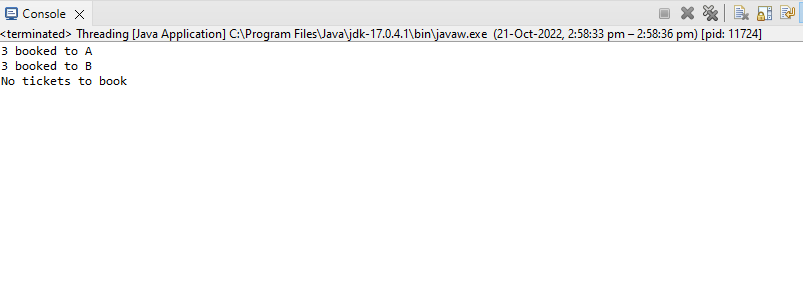 Console
<terminated> Threading [Java Application] C:\Program Files\Java\jdk-17.0.4.1\bin\javaw.exe (21-Oct-2022, 2:58:33 pm – 2:58:36 pm) [pid: 11724]
3 booked to A
3 booked to B
No tickets to book